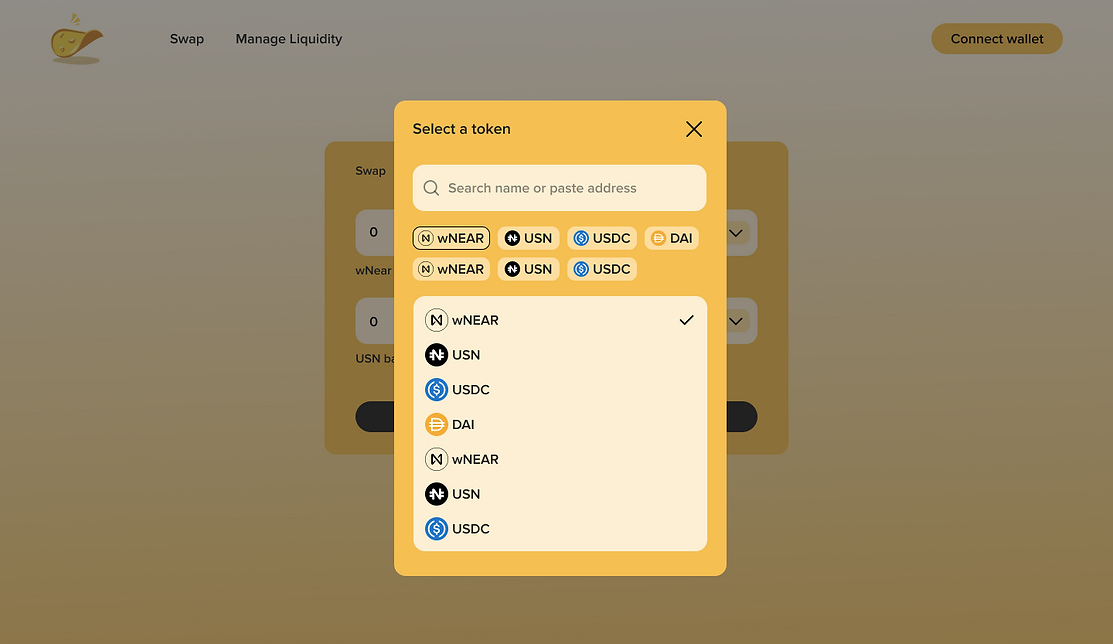 Swap Manage Liquidity Connect wallet
Select a token
Swap
Search name or paste address
0
wNEAR USN USDC DAI
wNear
wNEAR USN USDC
wNEAR
0
USN
USN
USDC
DAI
wNEAR
USN
USDC